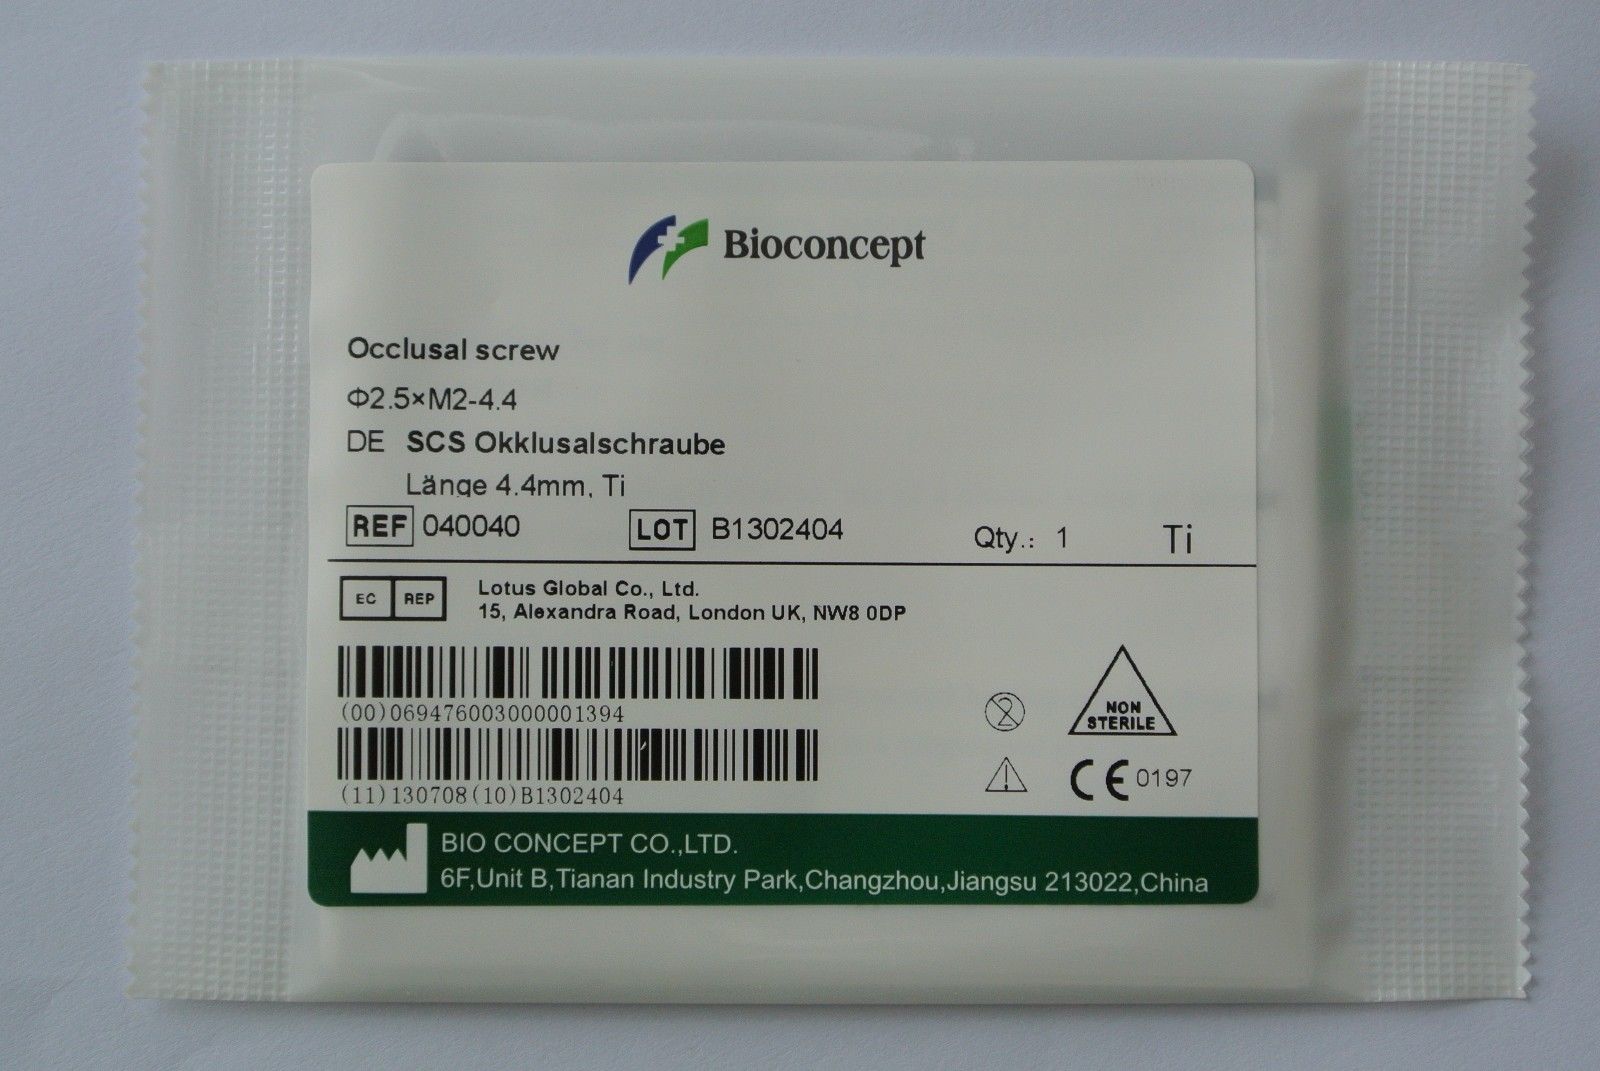 Bioconcept
Occlusal screw
Φ2.5×M2-4.4
DE SCS Okklusalschraube
Länge 4.4mm, Ti
REF 040040 LOT B1302404 Qty.: 1 Ti
EC REP Lotus Global Co., Ltd.
15, Alexandra Road, London UK, NW8 0DP
(00)069476003000001394
(11)130708(10)B1302404
2
NON
STERILE
CE 0197
BIO CONCEPT CO.,LTD.
6F,Unit B,Tianan Industry Park,Changzhou,Jiangsu 213022,China